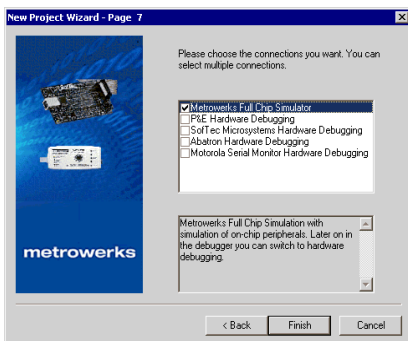 New Project Wizard - Page 7
Please choose the connections you want. You can
select multiple connections.
Metrowerks Full Chip Simulator
P&E Hardware Debugging
SofTec Microsystems Hardware Debugging
Abatron Hardware Debugging
Motorola Serial Monitor Hardware Debugging
Metrowerks Full Chip Simulation with
simulation of on-chip peripherals. Later on in
the debugger you can switch to hardware
debugging.
metrowerks
< Back
Finish
Cancel